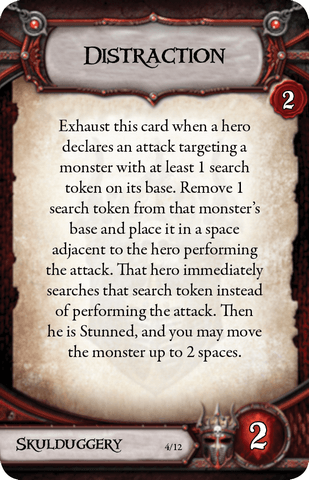 Distraction
2
Exhaust this card when a hero
declares an attack targeting a
monster with at least 1 search
token on its base. Remove 1
search token from that monster's
base and place it in a space
adjacent to the hero performing
the attack. That hero immediately
searches that search token instead
of performing the attack. Then
he is Stunned, and you may move
the monster up to 2 spaces.
Skulduggery
4/12
2